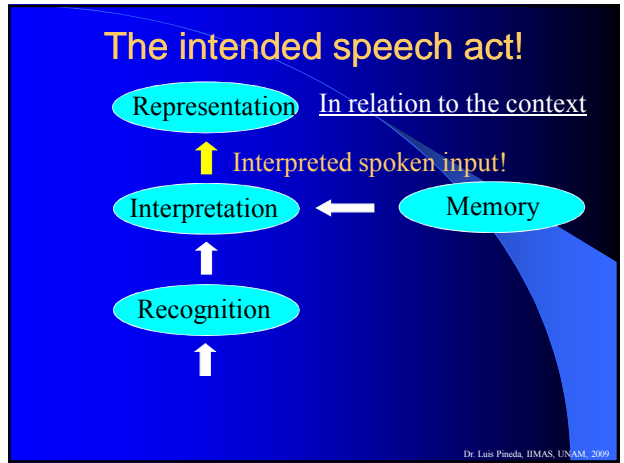 The intended speech act!
Representation In relation to the context
Interpreted spoken input!
Interpretation Memory
Recognition
Dr. Luis Pineda, IIMAS, UNAM, 2009